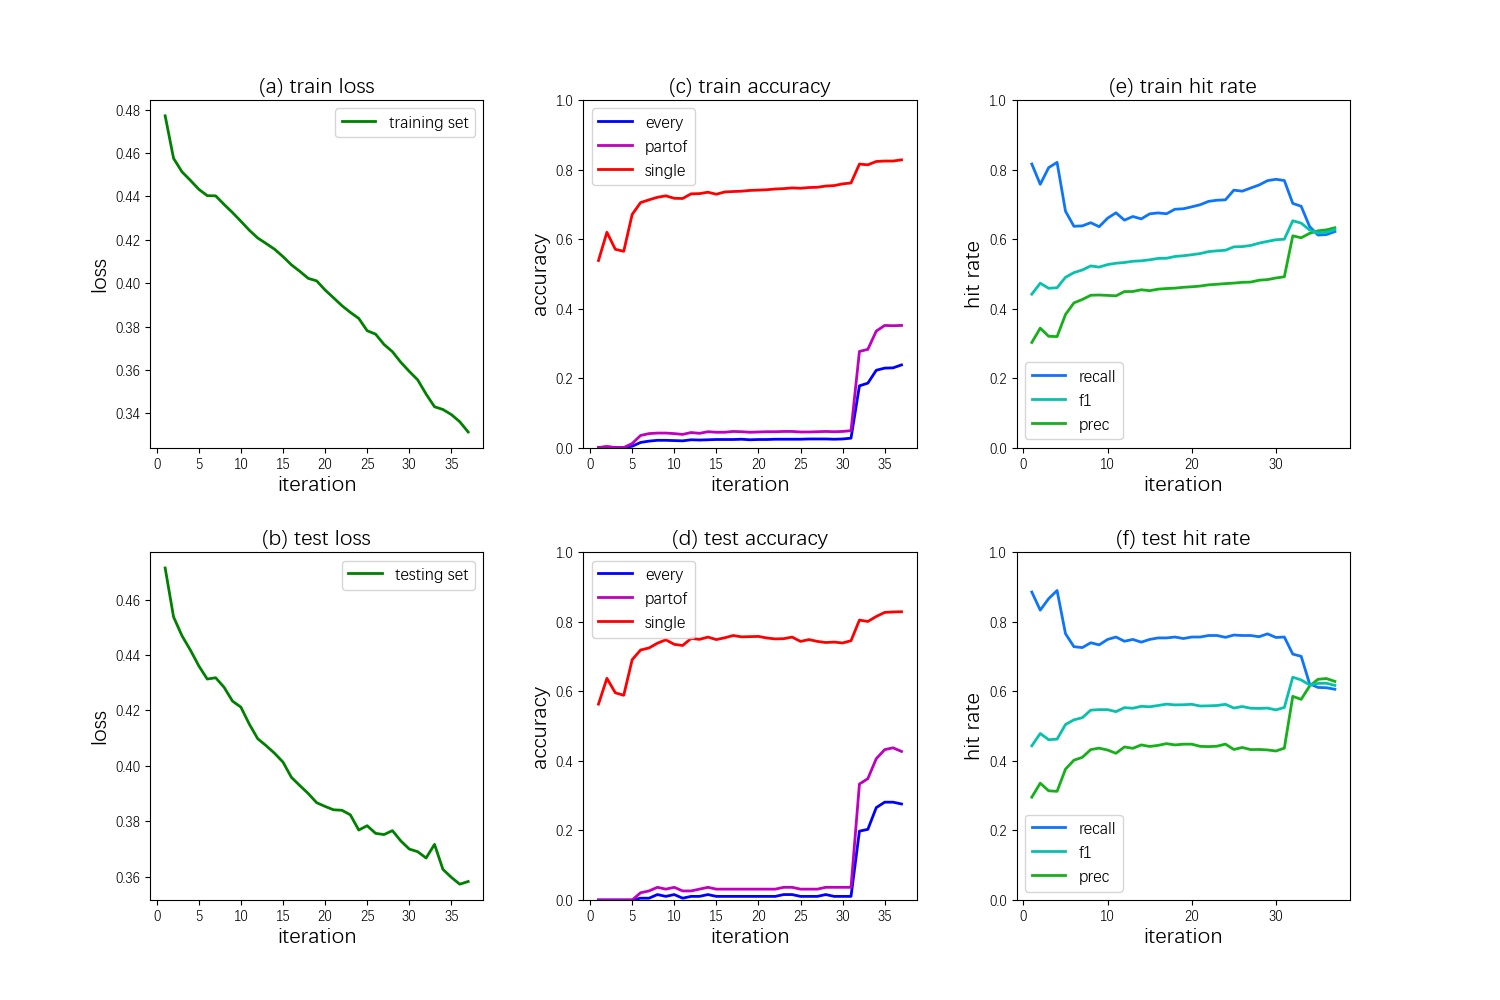 (a) train loss
training set
loss
0.48
0.46
0.44
0.42
0.40
0.38
0.36
0.34
0 5 10 15 20 25 30 35
iteration
(c) train accuracy
every
partof
single
accuracy
1.0
0.8
0.6
0.4
0.2
0.0
0 5 10 15 20 25 30 35
iteration
(e) train hit rate
recall
f1
prec
hit rate
1.0
0.8
0.6
0.4
0.2
0.0
0 10 20 30
iteration
(b) test loss
testing set
loss
0.46
0.44
0.42
0.40
0.38
0.36
0 5 10 15 20 25 30 35
iteration
(d) test accuracy
every
partof
single
accuracy
1.0
0.8
0.6
0.4
0.2
0.0
0 5 10 15 20 25 30 35
iteration
(f) test hit rate
recall
f1
prec
hit rate
1.0
0.8
0.6
0.4
0.2
0.0
0 10 20 30
iteration